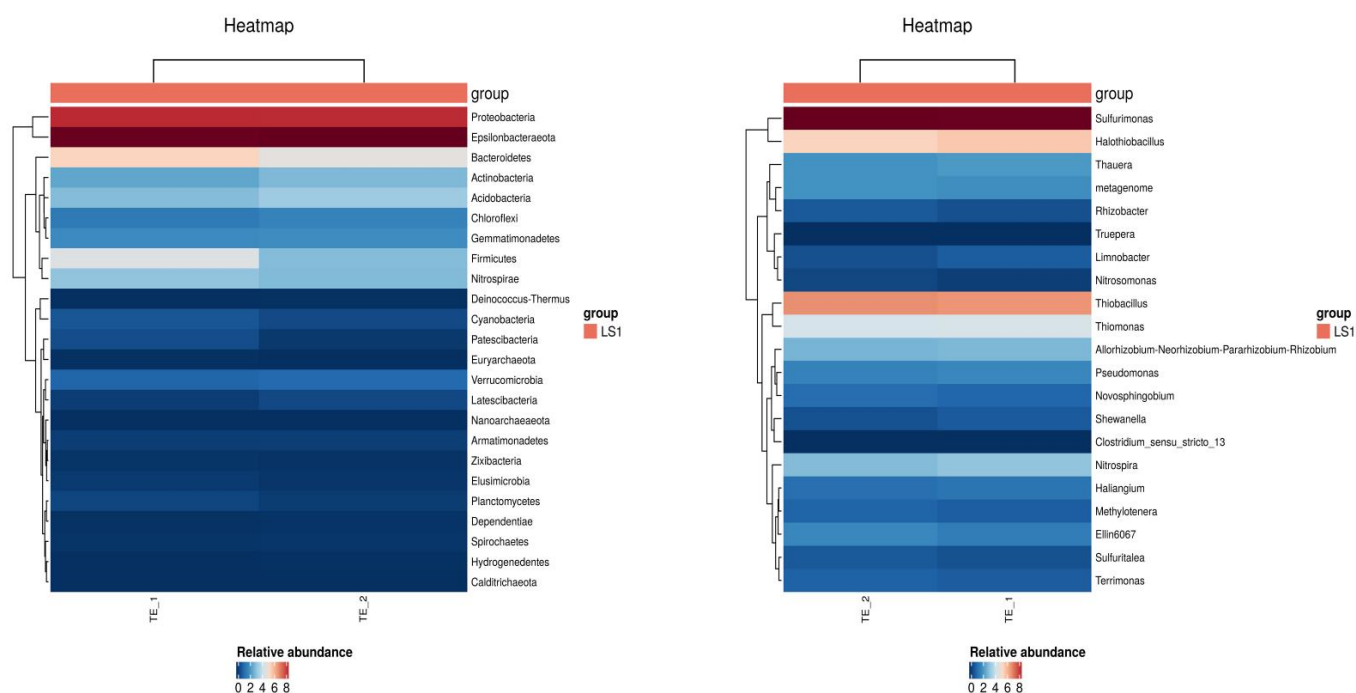 Heatmap
group
Proteobacteria
Epsilonbacteraeota
Bacteroidetes
Actinobacteria
Acidobacteria
Chloroflexi
Gemmatimonadetes
Firmicutes
Nitrospirae
Deinococcus-Thermus
Cyanobacteria
Patescibacteria
Euryarchaeota
Verrucomicrobia
Latescibacteria
Nanoarchaeaeota
Armatimonadetes
Zixibacteria
Elusimicrobia
Planctomycetes
Dependentiae
Spirochaetes
Hydrogenedentes
Calditrichaeota
group
LS1
TE_1
TE_2
Relative abundance
0 2 4 6 8
Heatmap
group
Sulfurimonas
Halothiobacillus
Thauera
metagenome
Rhizobacter
Truepera
Limnobacter
Nitrosomonas
Thiobacillus
Thiomonas
Allorhizobium-Neorhizobium-Pararhizobium-Rhizobium
Pseudomonas
Novosphingobium
Shewanella
Clostridium_sensu_stricto_13
Nitrospira
Haliangium
Methylotenera
Ellin6067
Sulfuritalea
Terrimonas
group
LS1
TE_2
TE_1
Relative abundance
0 2 4 6 8